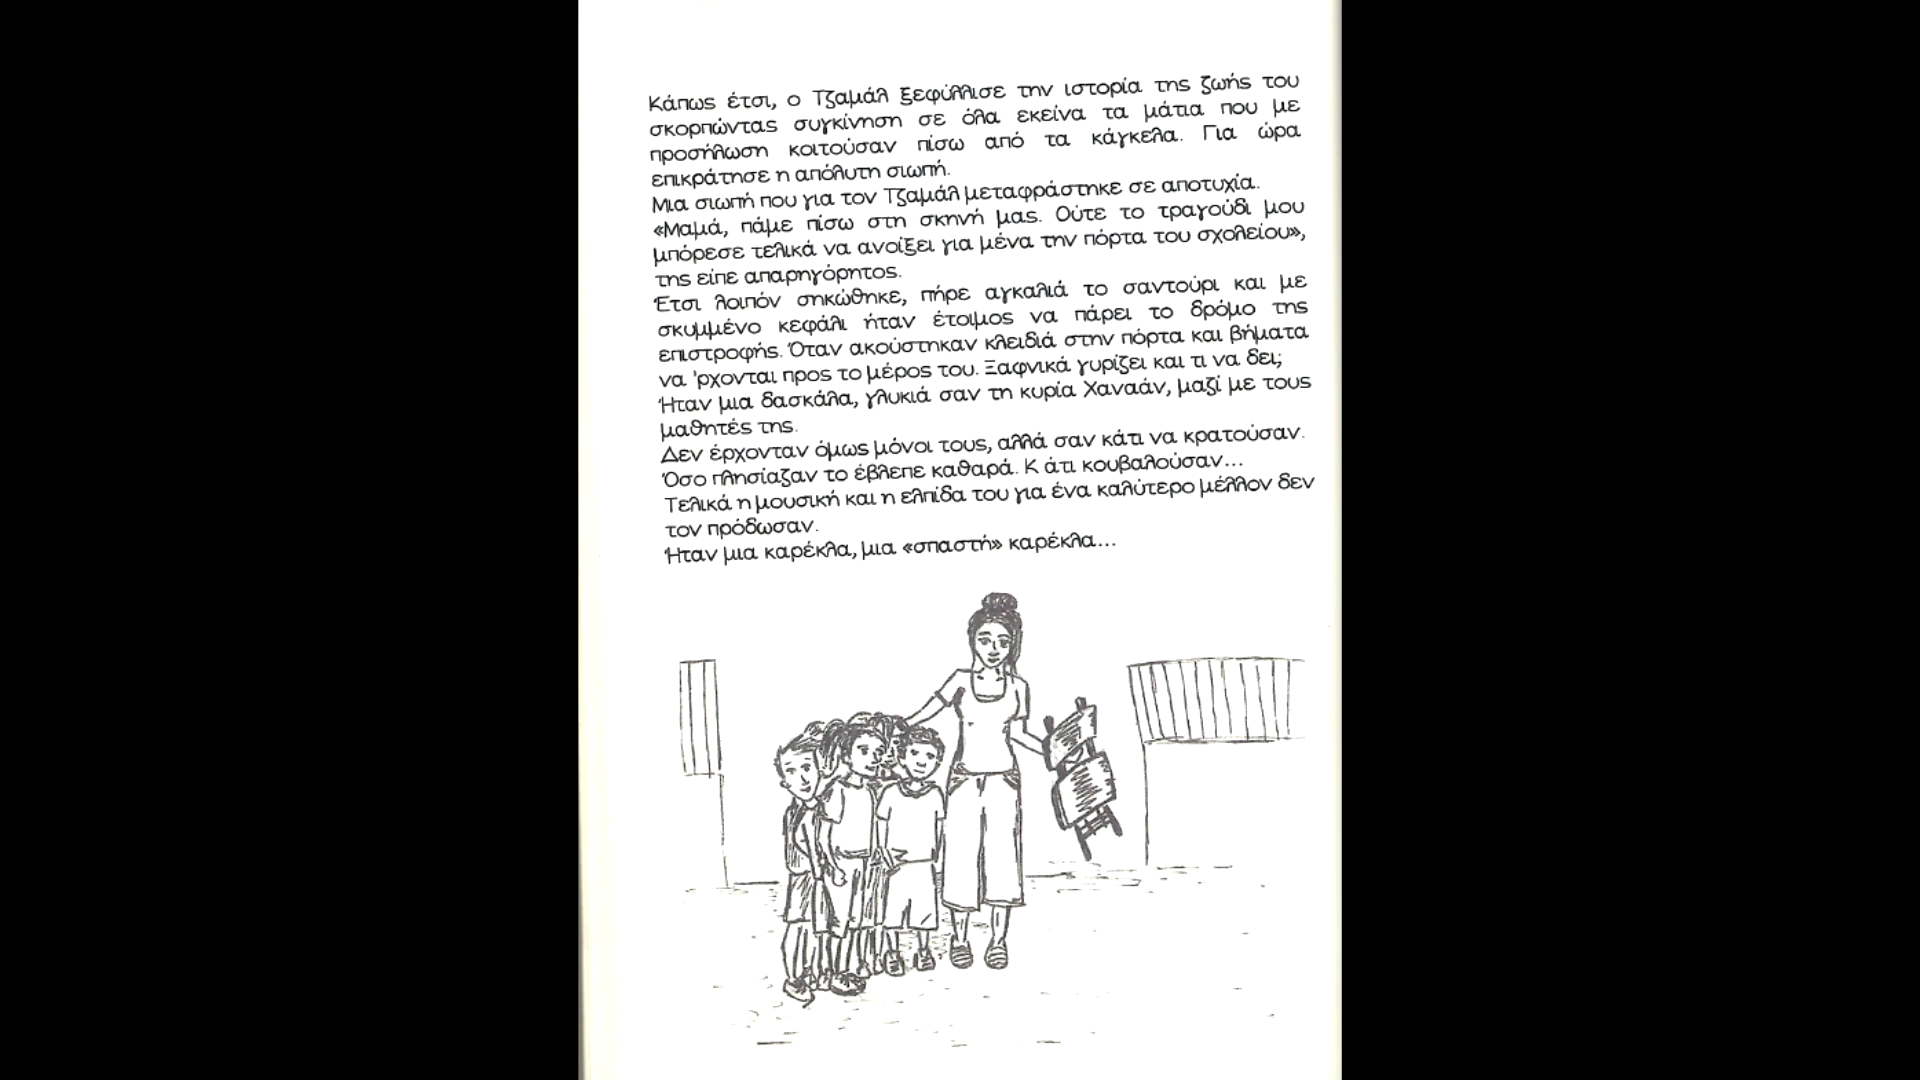 Κάπως έτσι, ο Τζαμάλ ξεφύλλισε την ιστορία της ζωής του
σκορπώντας συγκίνηση σε όλα εκείνα τα μάτια που με
προσήλωση κοιτούσαν πίσω από τα κάγκελα. Για ώρα
επικράτησε η απόλυτη σιωπή.
Μια σιωπή που για τον Τζαμάλ μεταφράστηκε σε αποτυχία.
«Μαμά, πάμε πίσω στη σκηνή μας. Ούτε το τραγούδι μου
μπόρεσε τελικά να ανοίξει για μένα την πόρτα του σχολείου»,
της είπε απαρηγόρητος.
Έτσι λοιπόν σηκώθηκε, πήρε αγκαλιά το σαντούρι και με
σκυμμένο κεφάλι ήταν έτοιμος να πάρει το δρόμο της
επιστροφής. Όταν ακούστηκαν κλειδιά στην πόρτα και βήματα
να 'ρχονται προς το μέρος του. Ξαφνικά γυρίζει και τι να δει;
Ήταν μια δασκάλα, γλυκιά σαν τη κυρία Χαναάν, μαζί με τους
μαθητές της.
Δεν έρχονταν όμως μόνοι τους, αλλά σαν κάτι να κρατούσαν.
Όσο πλησίαζαν το έβλεπε καθαρά. Κ άτι κουβαλούσαν...
Τελικά η μουσική και η ελπίδα του για ένα καλύτερο μέλλον δεν
τον πρόδωσαν.
Ήταν μια καρέκλα, μια «σπαστή» καρέκλα...